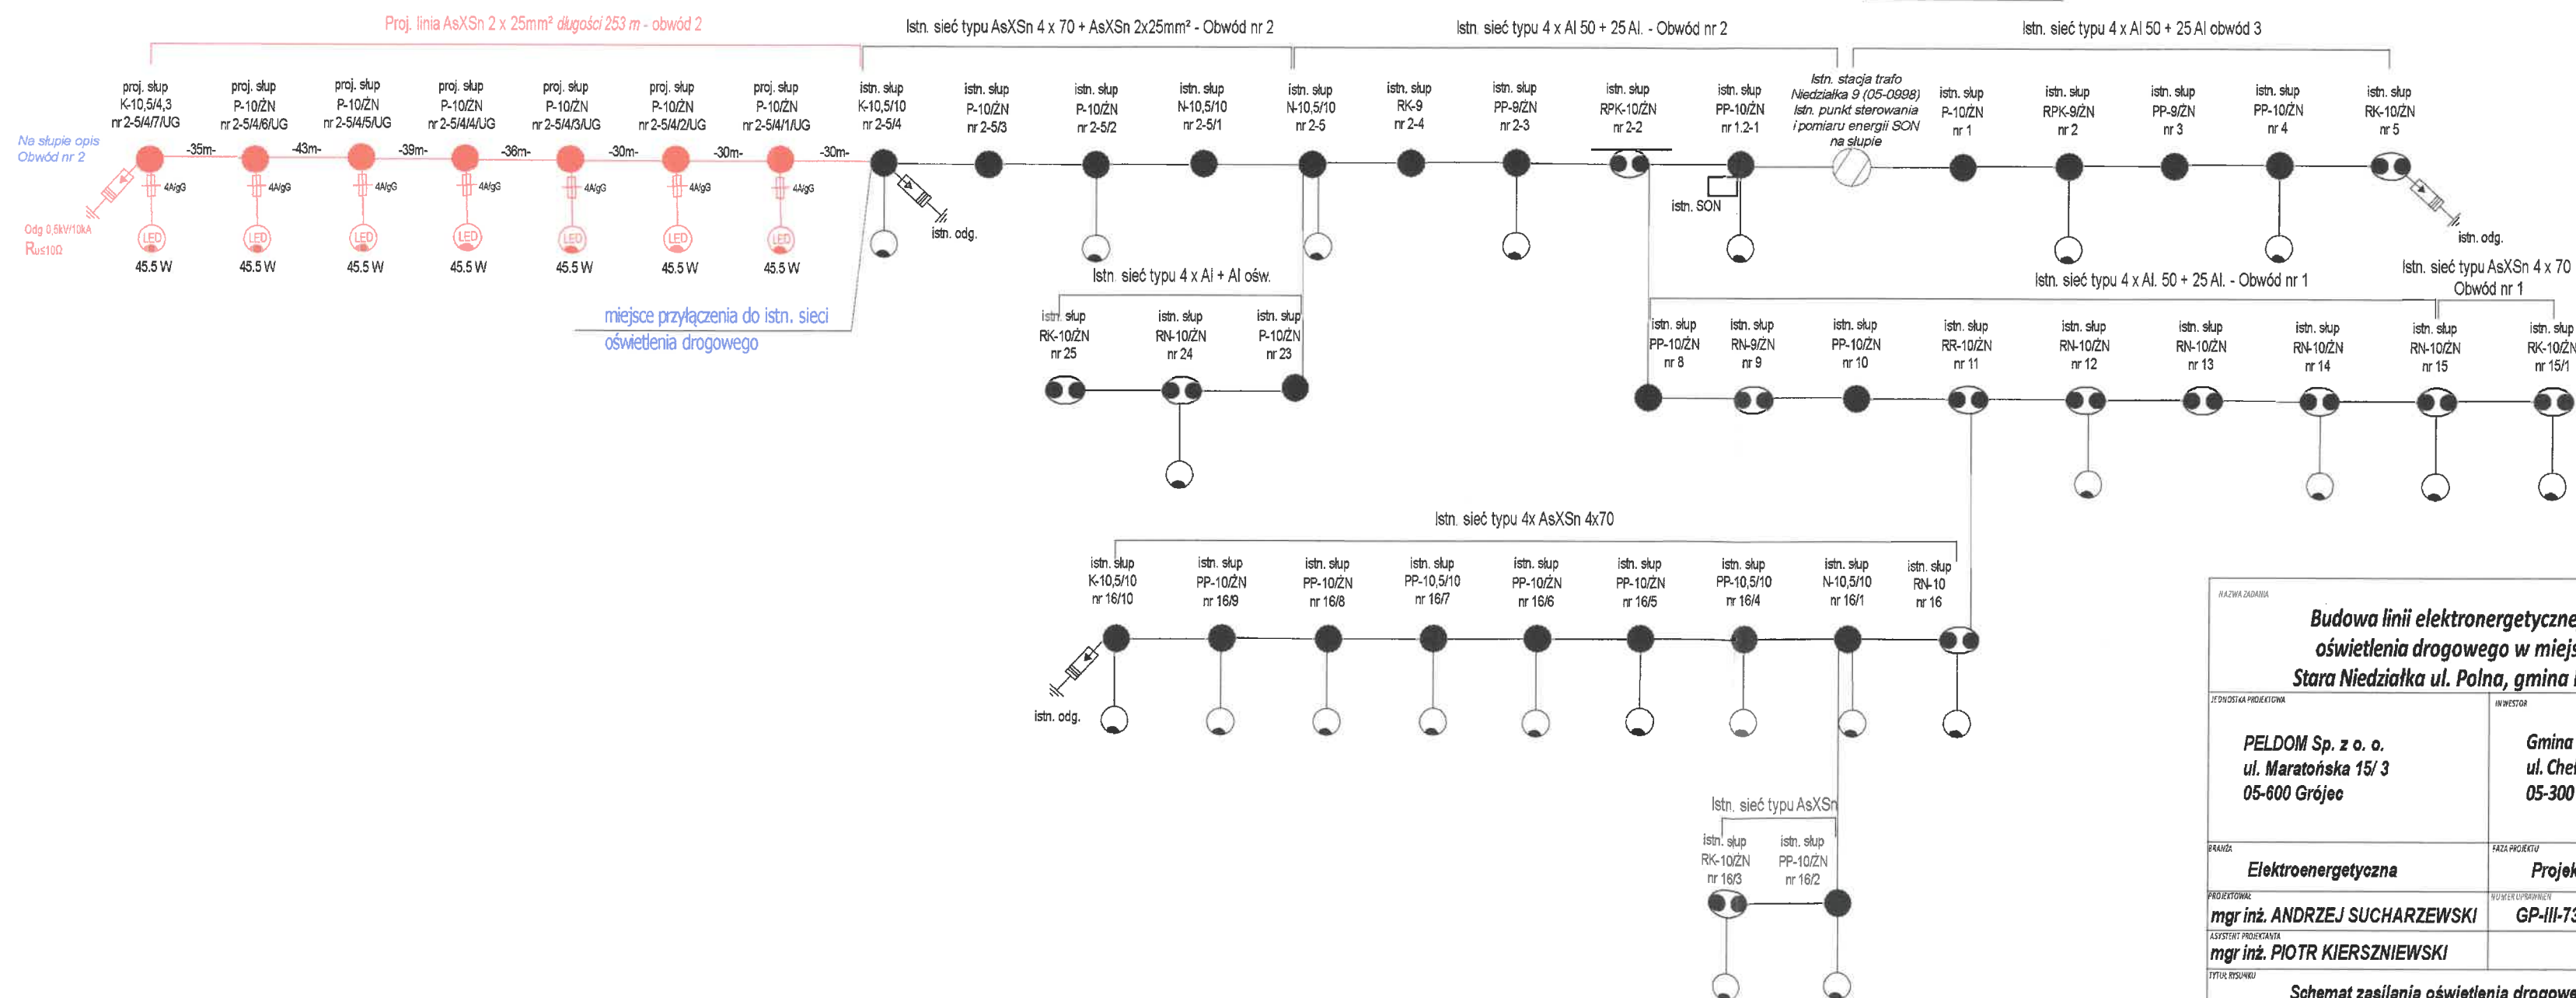 Proj. linia AsXSn 2 x 25mm² długości 253 m - obwód 2
Istn. sieć typu AsXSn 4 x 70 + AsXSn 2x25mm² - Obwód nr 2
Istn. sieć typu 4 x Al 50 + 25 Al. - Obwód nr 2
Istn. sieć typu 4 x Al 50 + 25 Al obwód 3
proj. słup
K-10,5/4,3
nr 2-5/4/7/UG
proj. słup
P-10/ŻN
nr 2-5/4/6/UG
proj. słup
P-10/ŻN
nr 2-5/4/5/UG
proj. słup
P-10/ŻN
nr 2-5/4/4/UG
proj. słup
P-10/ŻN
nr 2-5/4/3/UG
proj. słup
P-10/ŻN
nr 2-5/4/2/UG
proj. słup
P-10/ŻN
nr 2-5/4/1/UG
istn. słup
K-10,5/10
nr 2-5/4
istn. słup
P-10/ŻN
nr 2-5/3
istn. słup
P-10/ŻN
nr 2-5/2
istn. słup
N-10,5/10
nr 2-5/1
istn. słup
N-10,5/10
nr 2-5
istn. słup
RK-9
nr 2-4
istn. słup
PP-9/ŻN
nr 2-3
istn. słup
RPK-10/ŻN
nr 2-2
istn. słup
PP-10/ŻN
nr 1.2-1
Istn. stacja trafo
Niedziałka 9 (05-0998)
Istn. punkt sterowania
i pomiaru energii SON
na słupie
istn. słup
P-10/ŻN
nr 1
istn. słup
RPK-9/ŻN
nr 2
istn. słup
PP-9/ŻN
nr 3
istn. słup
PP-10/ŻN
nr 4
istn. słup
RK-10/ŻN
nr 5
Na słupie opis
Obwód nr 2
-35m-
-43m-
-39m-
-36m-
-30m-
-30m-
-30m-
4A/gG
4A/gG
4A/gG
4A/gG
4A/gG
4A/gG
4A/gG
Odg 0,5kV/10kA
Ru≤10Ω
LED
LED
LED
LED
LED
LED
LED
45.5 W
45.5 W
45.5 W
45.5 W
45.5 W
45.5 W
45.5 W
istn. odg.
istn. SON
istn. odg.
miejsce przyłączenia do istn. sieci
oświetlenia drogowego
Istn. sieć typu 4 x Al + Al ośw.
istn. słup
RK-10/ŻN
nr 25
istn. słup
RN-10/ŻN
nr 24
istn. słup
P-10/ŻN
nr 23
Istn. sieć typu 4 x Al. 50 + 25 Al. - Obwód nr 1
Istn. sieć typu AsXSn 4 x 70
Obwód nr 1
istn. słup
PP-10/ŻN
nr 8
istn. słup
RN-9/ŻN
nr 9
istn. słup
PP-10/ŻN
nr 10
istn. słup
RR-10/ŻN
nr 11
istn. słup
RN-10/ŻN
nr 12
istn. słup
RN-10/ŻN
nr 13
istn. słup
RN-10/ŻN
nr 14
istn. słup
RN-10/ŻN
nr 15
istn. słup
RK-10/ŻN
nr 15/1
Istn. sieć typu 4x AsXSn 4x70
istn. słup
K-10,5/10
nr 16/10
istn. słup
PP-10/ŻN
nr 16/9
istn. słup
PP-10/ŻN
nr 16/8
istn. słup
PP-10,5/10
nr 16/7
istn. słup
PP-10/ŻN
nr 16/6
istn. słup
PP-10/ŻN
nr 16/5
istn. słup
PP-10,5/10
nr 16/4
istn. słup
N-10,5/10
nr 16/1
istn. słup
RN-10
nr 16
istn. odg.
Istn. sieć typu AsXSn
istn. słup
RK-10/ŻN
nr 16/3
istn. słup
PP-10/ŻN
nr 16/2
NAZWA ZADANIA
Budowa linii elektronergetyczne
oświetlenia drogowego w miejs
Stara Niedziałka ul. Polna, gmina
JEDNOSTKA PROJEKTOWA
INWESTOR
PELDOM Sp. z o. o.
ul. Maratońska 15/ 3
05-600 Grójec
Gmina
ul. Cheł
05-300
BRANŻA
Elektroenergetyczna
FAZA PROJEKTU
Projek
PROJEKTOWAŁ
mgr inż. ANDRZEJ SUCHARZEWSKI
NUMER UPRAWNIEŃ
GP-III-73
ASYSTENT PROJEKTANTA
mgr inż. PIOTR KIERSZNIEWSKI
TYTUŁ RYSUNKU
Schemat zasilania oświetlenia drogowe